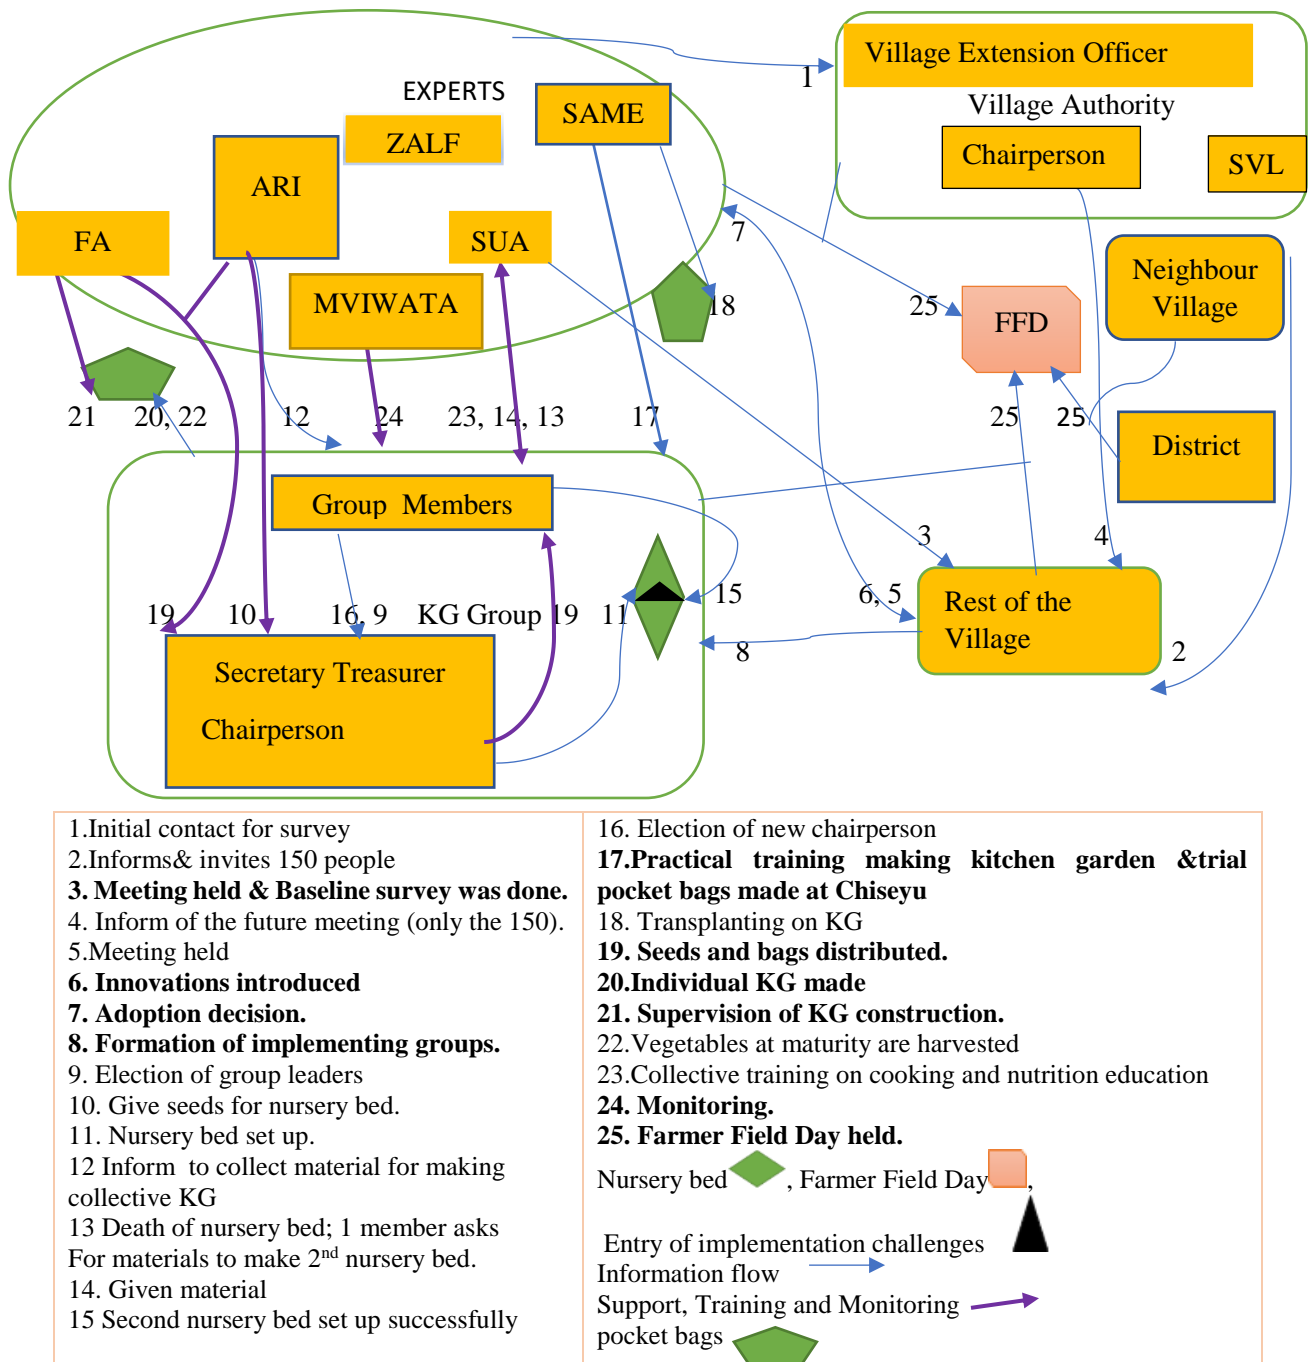 Village Extension Officer
1
Village Authority
EXPERTS
SAME
ZALF
Chairperson
SVL
ARI
FA
SUA
7
Neighbour
Village
MVIWATA
18
25
FFD
21
20, 22
12
24
23, 14, 13
17
25
25
District
Group Members
3
4
19
10
16, 9
KG Group
19
11
15
6, 5
Rest of the
Village
8
2
Secretary Treasurer
Chairperson
1.Initial contact for survey
2.Informs& invites 150 people
3. Meeting held & Baseline survey was done.
4. Inform of the future meeting (only the 150).
5.Meeting held
6. Innovations introduced
7. Adoption decision.
8. Formation of implementing groups.
9. Election of group leaders
10. Give seeds for nursery bed.
11. Nursery bed set up.
12 Inform to collect material for making
collective KG
13 Death of nursery bed; 1 member asks
For materials to make 2nd nursery bed.
14. Given material
15 Second nursery bed set up successfully
16. Election of new chairperson
17.Practical training making kitchen garden &trial
pocket bags made at Chiseyu
18. Transplanting on KG
19. Seeds and bags distributed.
20.Individual KG made
21. Supervision of KG construction.
22.Vegetables at maturity are harvested
23.Collective training on cooking and nutrition education
24. Monitoring.
25. Farmer Field Day held.
Nursery bed , Farmer Field Day ,
Entry of implementation challenges
Information flow
Support, Training and Monitoring
pocket bags